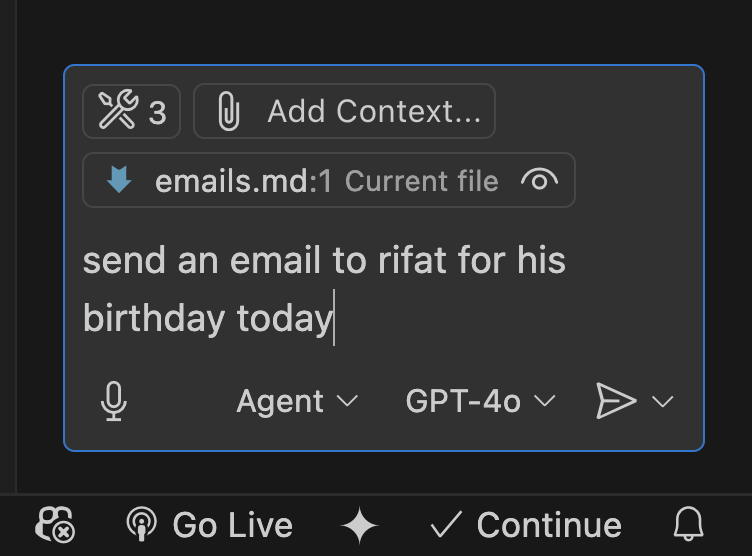 3 Add Context...
emails.md:1 Current file
send an email to rifat for his
birthday today
Agent GPT-4o
Go Live Continue